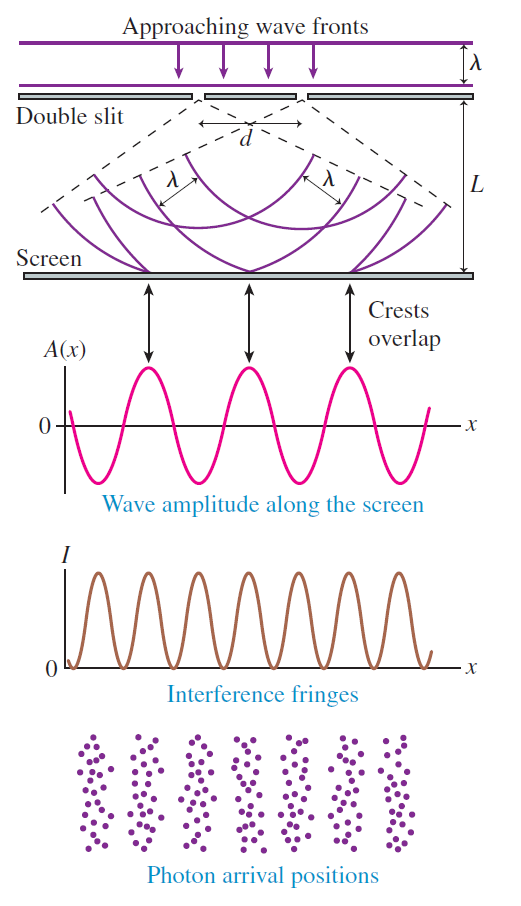 Approaching wave fronts
λ
Double slit
d
λ
λ
L
Screen
Crests
overlap
A(x)
0
x
Wave amplitude along the screen
I
0
x
Interference fringes
Photon arrival positions